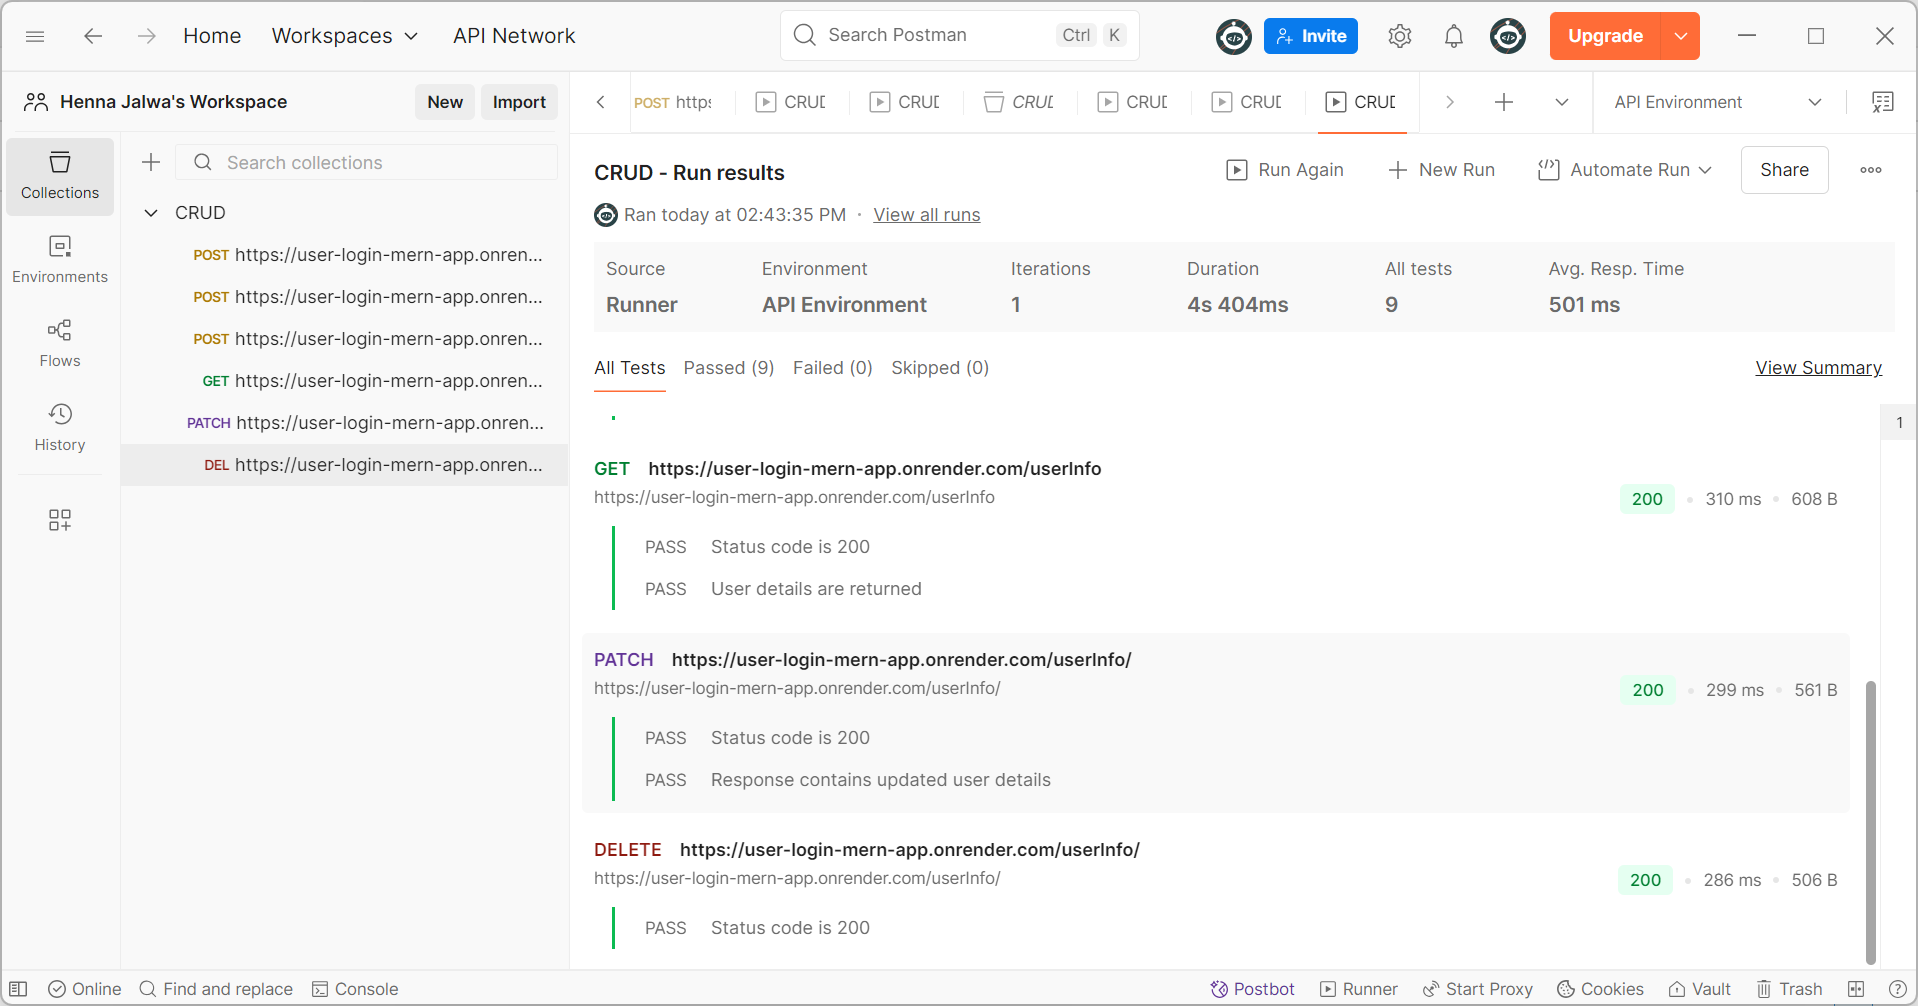 Home Workspaces API Network Search Postman Ctrl K Invite Upgrade
Henna Jalwa's Workspace New Import
POST https CRUD CRUD CRUD CRUD CRUD CRUD API Environment
Collections
Environments
Flows
History
Search collections
CRUD
POST https://user-login-mern-app.onren...
POST https://user-login-mern-app.onren...
POST https://user-login-mern-app.onren...
GET https://user-login-mern-app.onren...
PATCH https://user-login-mern-app.onren...
DEL https://user-login-mern-app.onren...
CRUD - Run results Run Again New Run Automate Run Share
Ran today at 02:43:35 PM · View all runs
Source Environment Iterations Duration All tests Avg. Resp. Time
Runner API Environment 1 4s 404ms 9 501 ms
All Tests Passed (9) Failed (0) Skipped (0) View Summary
1
GET https://user-login-mern-app.onrender.com/userInfo
https://user-login-mern-app.onrender.com/userInfo
200 • 310 ms • 608 B
PASS Status code is 200
PASS User details are returned
PATCH https://user-login-mern-app.onrender.com/userInfo/
https://user-login-mern-app.onrender.com/userInfo/
200 • 299 ms • 561 B
PASS Status code is 200
PASS Response contains updated user details
DELETE https://user-login-mern-app.onrender.com/userInfo/
https://user-login-mern-app.onrender.com/userInfo/
200 • 286 ms • 506 B
PASS Status code is 200
Online Find and replace Console Postbot Runner Start Proxy Cookies Vault Trash